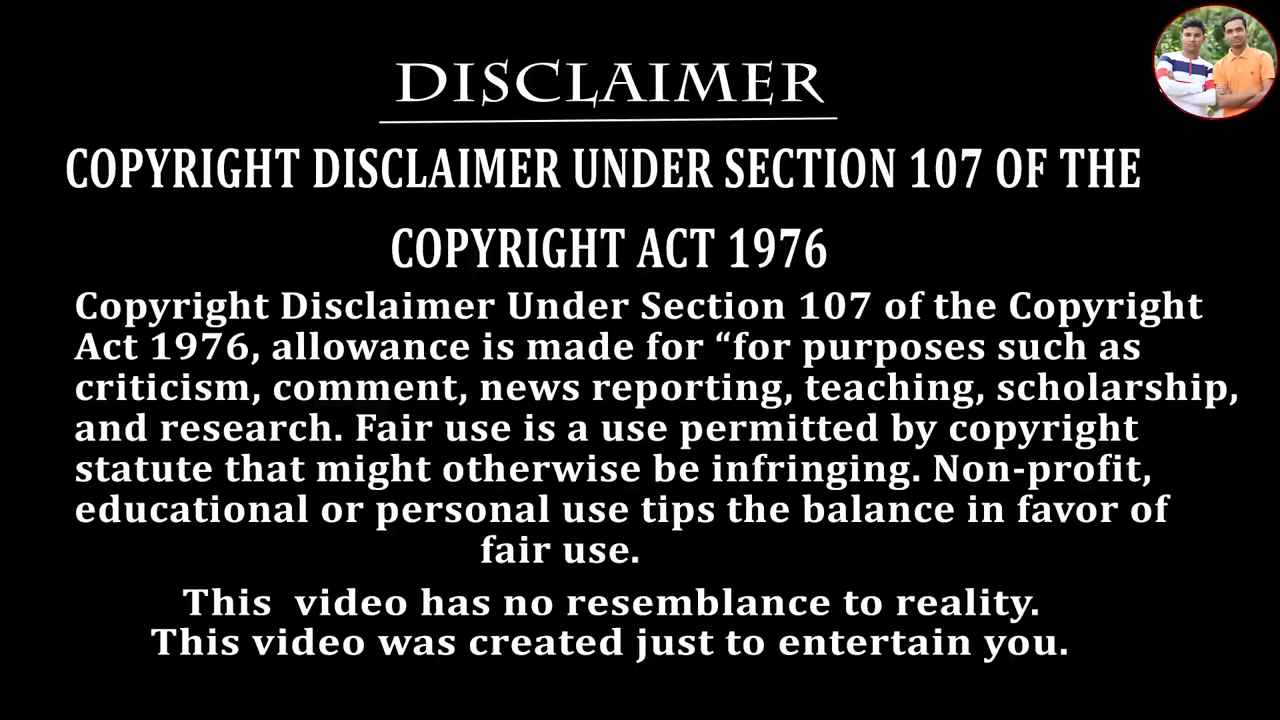 DISCLAIMER
COPYRIGHT DISCLAIMER UNDER SECTION 107 OF THE
COPYRIGHT ACT 1976
Copyright Disclaimer Under Section 107 of the Copyright
Act 1976, allowance is made for “for purposes such as
criticism, comment, news reporting, teaching, scholarship,
and research. Fair use is a use permitted by copyright
statute that might otherwise be infringing. Non-profit,
educational or personal use tips the balance in favor of
fair use.
This video has no resemblance to reality.
This video was created just to entertain you.